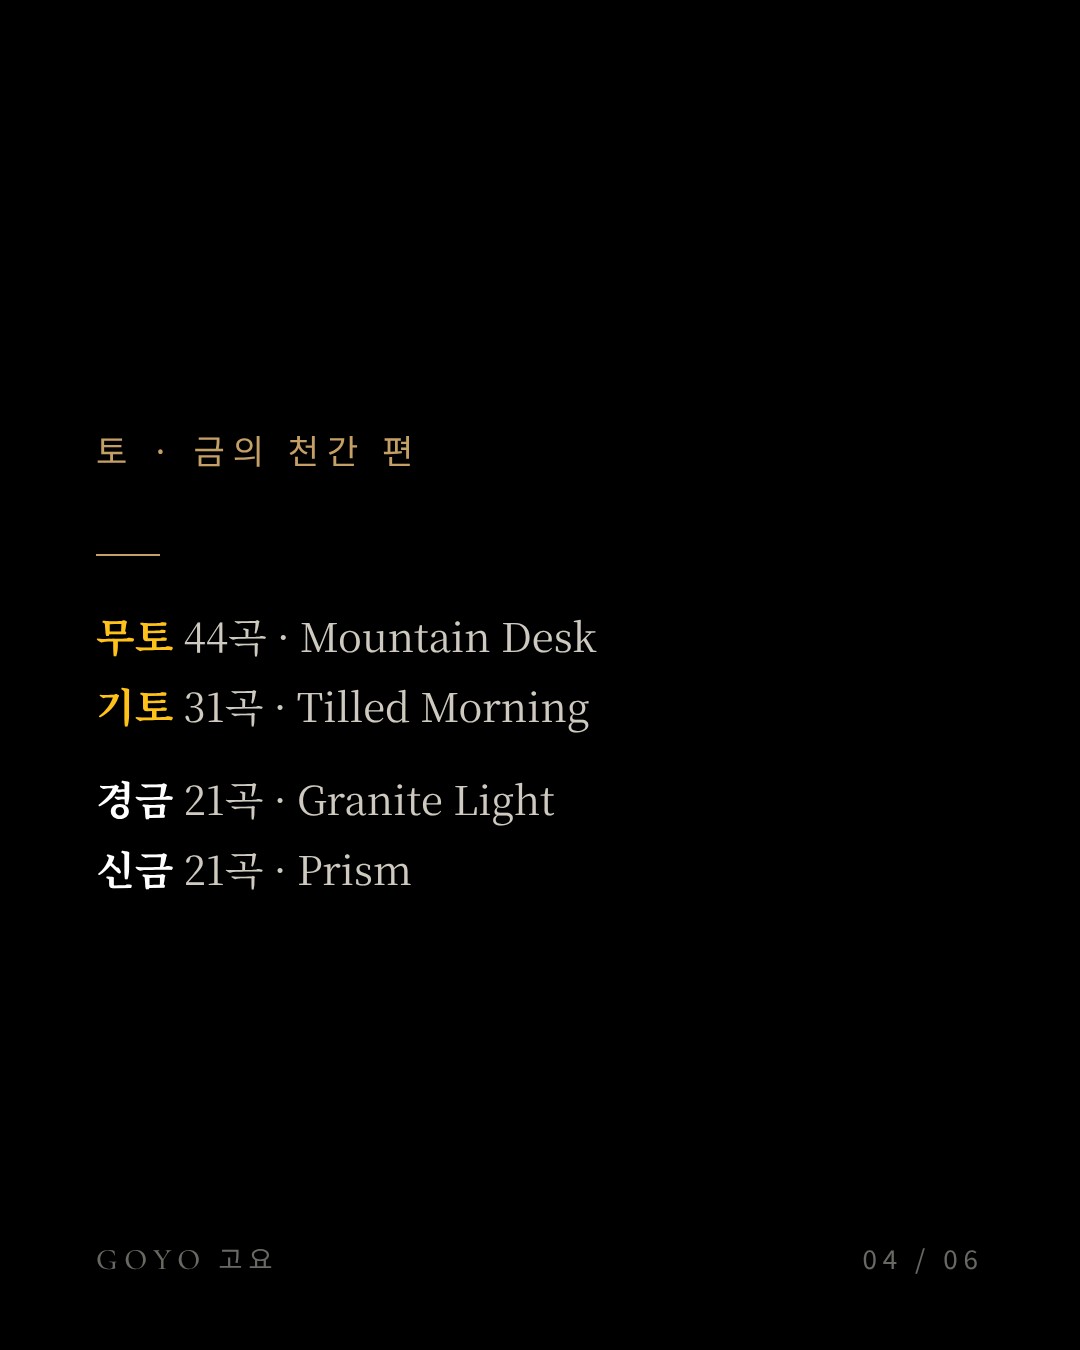 토 · 금의 천간 편
무토 44곡 · Mountain Desk
기토 31곡 · Tilled Morning
경금 21곡 · Granite Light
신금 21곡 · Prism
GOYO 고요
04 / 06